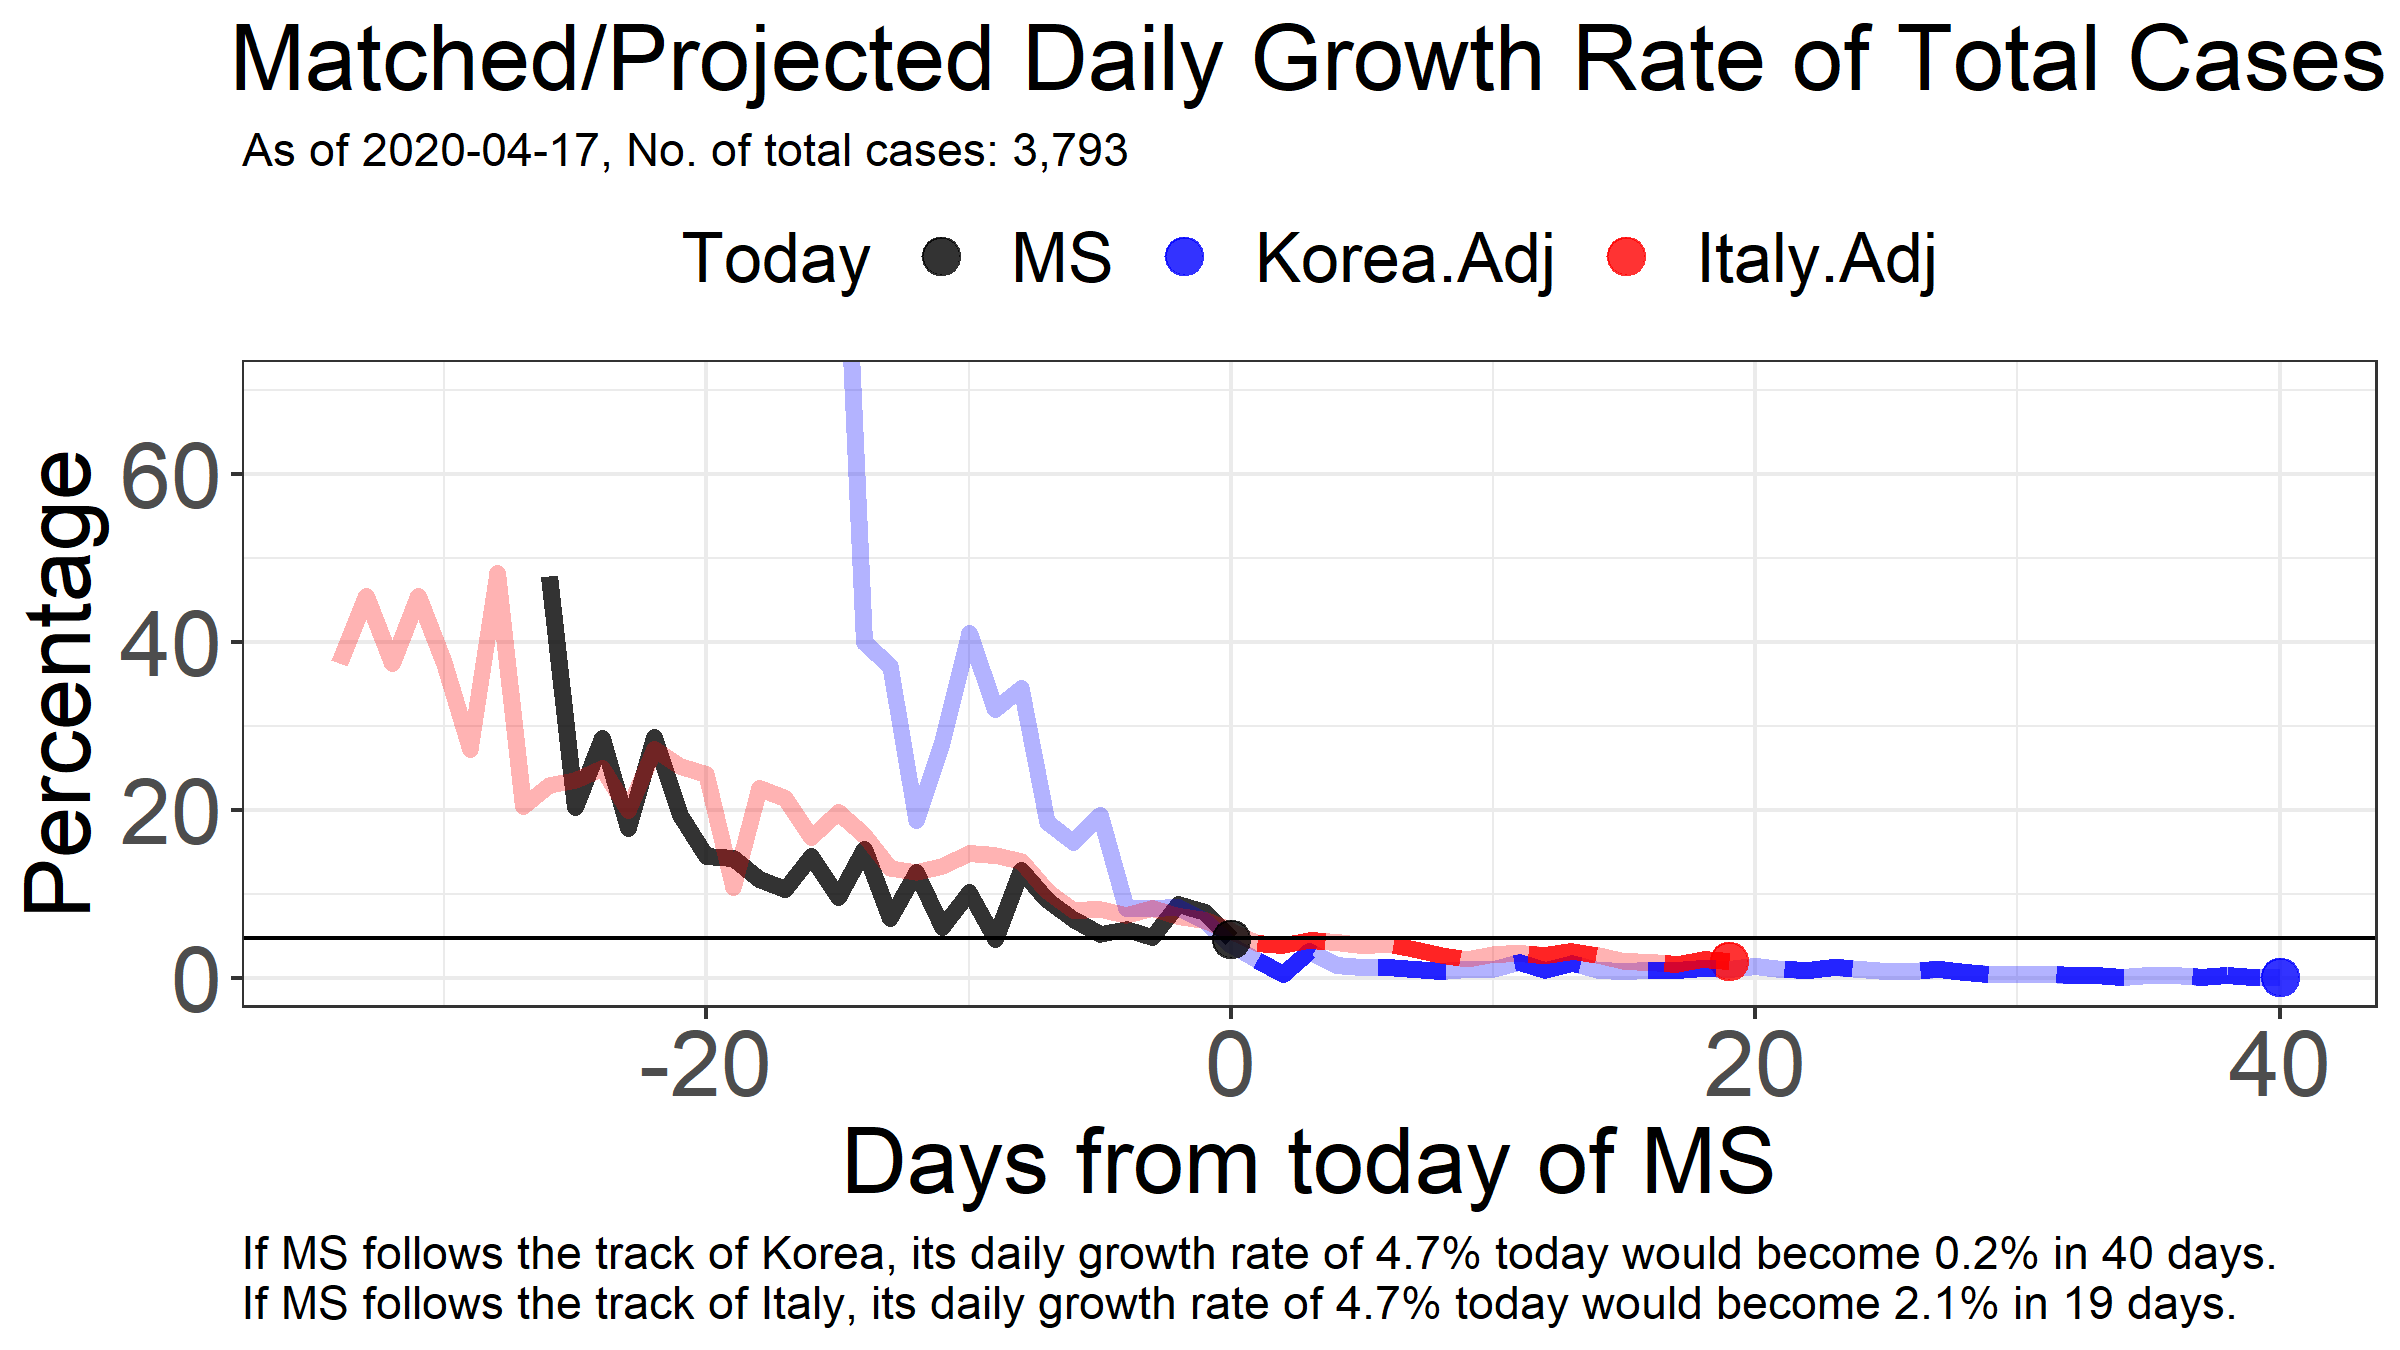 Matched/Projected Daily Growth Rate of Total Cases
As of 2020-04-17, No. of total cases: 3,793
Today MS Korea.Adj Italy.Adj
Percentage
60
40
20
0
-20 0 20 40
Days from today of MS
If MS follows the track of Korea, its daily growth rate of 4.7% today would become 0.2% in 40 days.
If MS follows the track of Italy, its daily growth rate of 4.7% today would become 2.1% in 19 days.